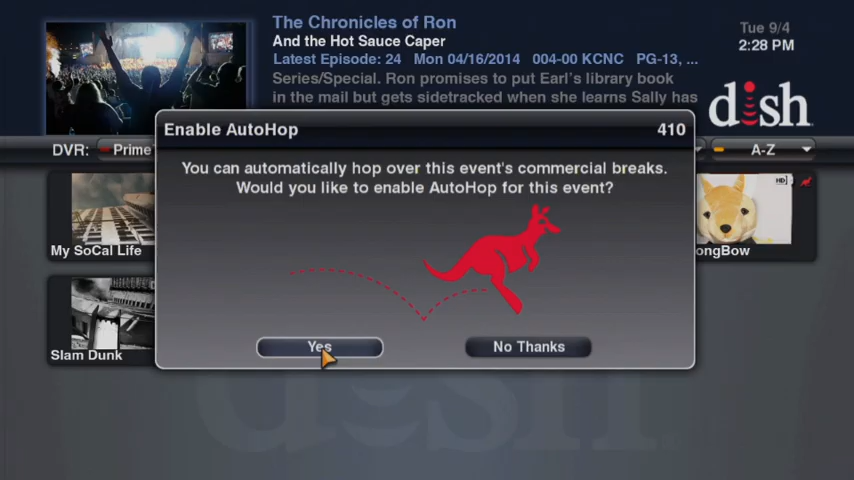 The Chronicles of Ron
And the Hot Sauce Caper
Latest Episode: 24 Mon 04/16/2014 004-00 KCNC PG-13, ...
Series/Special. Ron promises to put Earl's library book
in the mail but gets sidetracked when she learns Sally has
Tue 9/4
2:28 PM
dish
DVR: Prime
A-Z
Enable AutoHop 410
You can automatically hop over this event's commercial breaks.
Would you like to enable AutoHop for this event?
Yes
No Thanks
My SoCal Life
HD
ongBow
Slam Dunk
dish